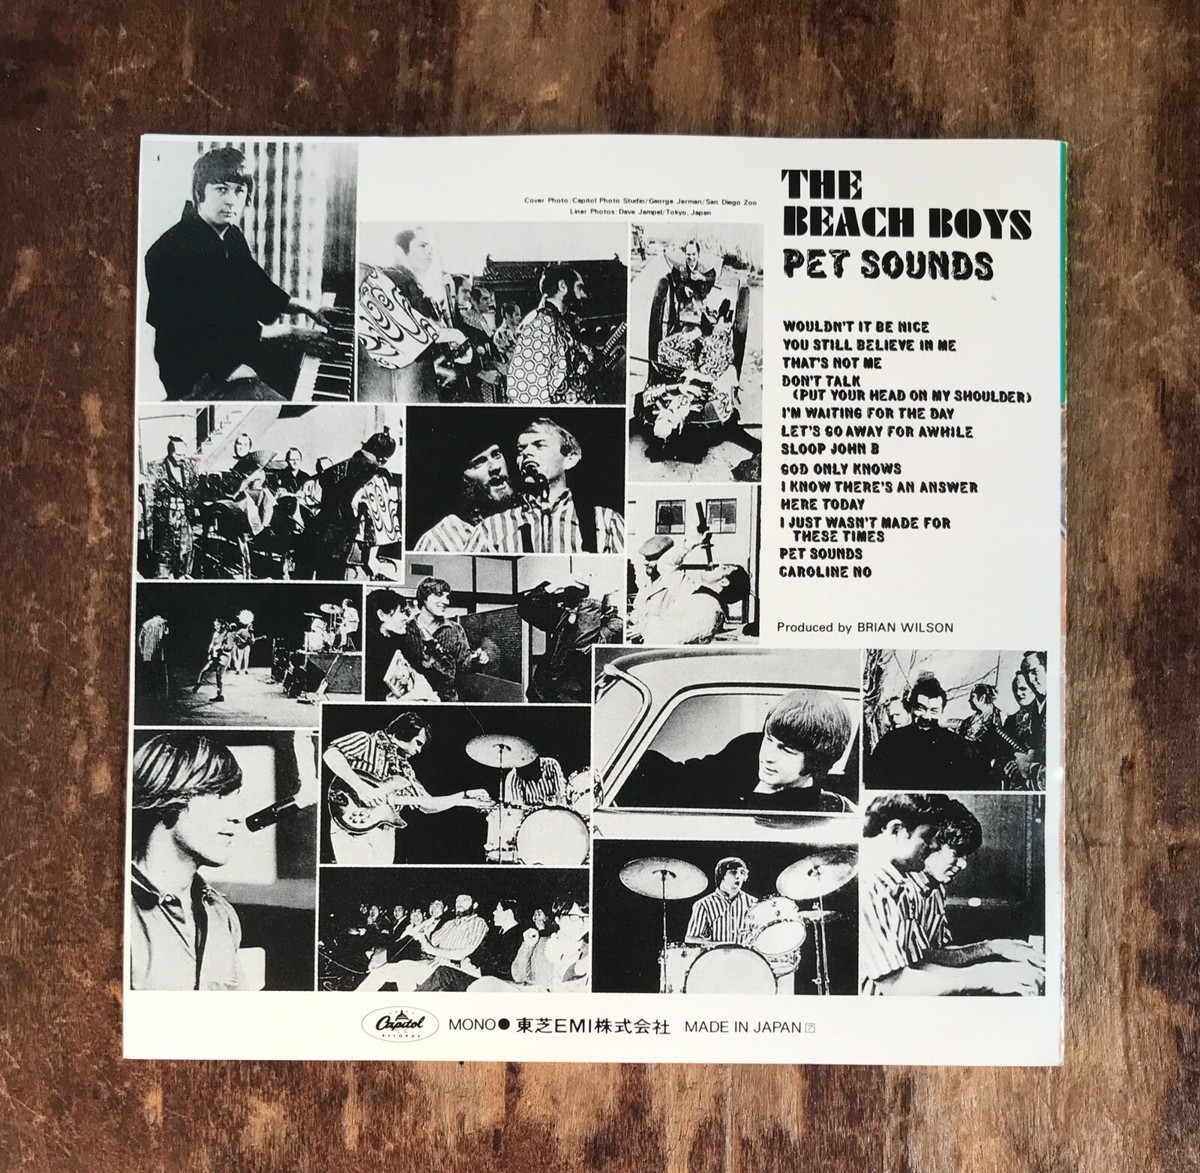 Cover Photo: Capitol Photo Studio/George Jerman/San Diego Zoo
Liner Photos: Dave Jampel/Tokyo, Japan
THE
BEACH BOYS
PET SOUNDS
WOULDN'T IT BE NICE
YOU STILL BELIEVE IN ME
THAT'S NOT ME
DON'T TALK
(PUT YOUR HEAD ON MY SHOULDER)
I'M WAITING FOR THE DAY
LET'S GO AWAY FOR AWHILE
SLOOP JOHN B
GOD ONLY KNOWS
I KNOW THERE'S AN ANSWER
HERE TODAY
I JUST WASN'T MADE FOR
THESE TIMES
PET SOUNDS
CAROLINE NO
Produced by BRIAN WILSON
Capitol
RECORDS
MONO● 東芝EMI株式会社 MADE IN JAPAN